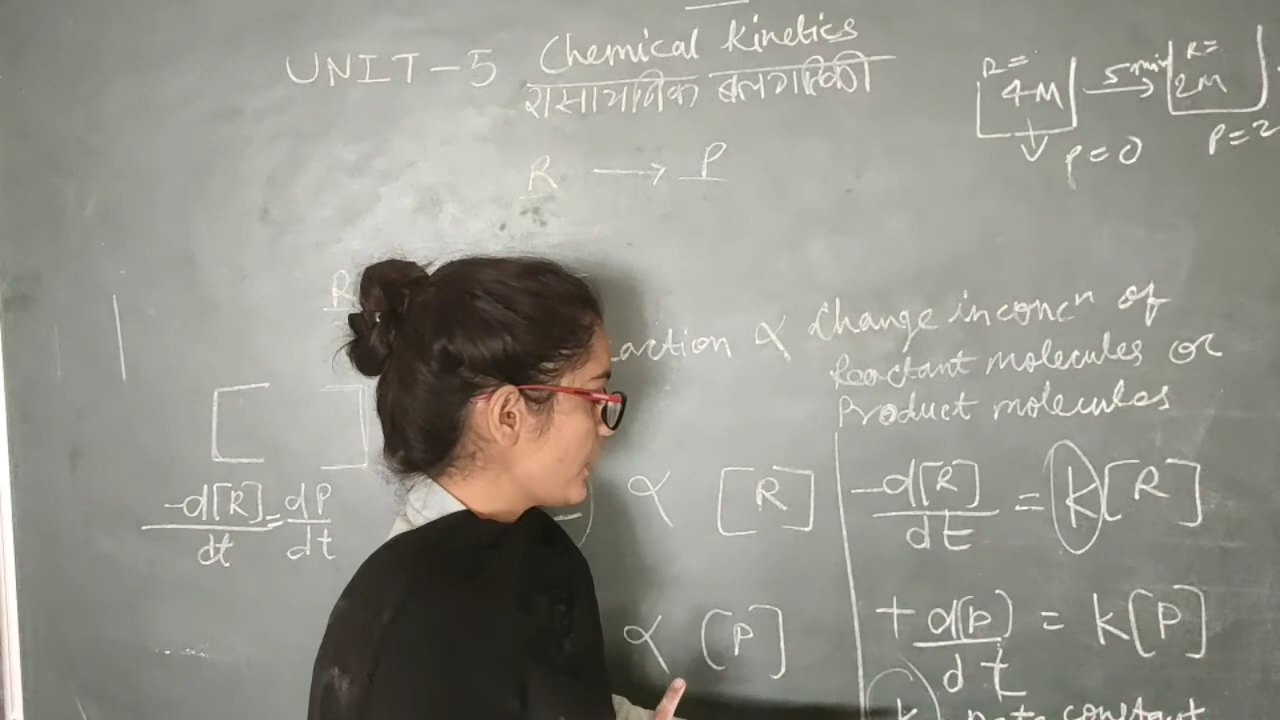 UNIT-5 Chemical Kinetics
रासायनिक बलगतिकी
R ⟶ P
R= 4M ⟶ 5 min R= 2M
P=0 P=2
R
action ∝ change in concn of
Reactant molecules or
Product molecules
[ ]
-d[R]/dt = dP/dt
∝ [R]
-d[R]/dt = k[R]
∝ [P]
+d[P]/dt = k[P]
k Rate constant